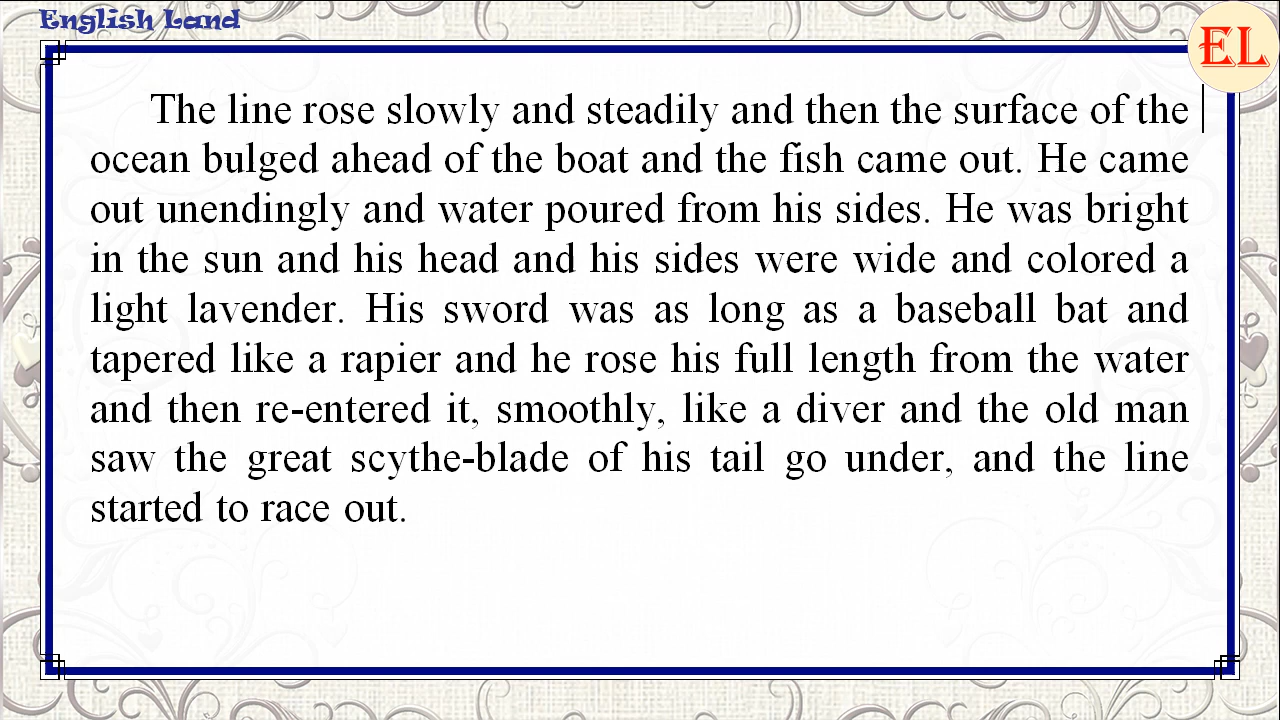 English Land
EL
The line rose slowly and steadily and then the surface of the
ocean bulged ahead of the boat and the fish came out. He came
out unendingly and water poured from his sides. He was bright
in the sun and his head and his sides were wide and colored a
light lavender. His sword was as long as a baseball bat and
tapered like a rapier and he rose his full length from the water
and then re-entered it, smoothly, like a diver and the old man
saw the great scythe-blade of his tail go under, and the line
started to race out.